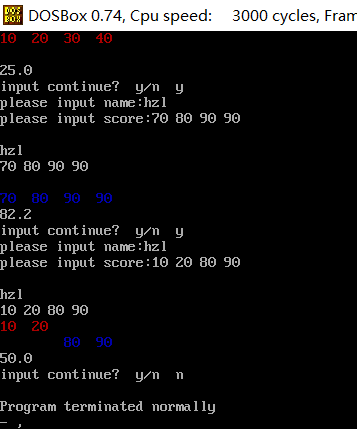 DOS BOX DOSBox 0.74, Cpu speed: 3000 cycles, Fram
10 20 30 40
25.0
input continue? y/n y
please input name:hzl
please input score:70 80 90 90
hzl
70 80 90 90
70 80 90 90
82.2
input continue? y/n y
please input name:hzl
please input score:10 20 80 90
hzl
10 20 80 90
10 20
80 90
50.0
input continue? y/n n
Program terminated normally
- ,